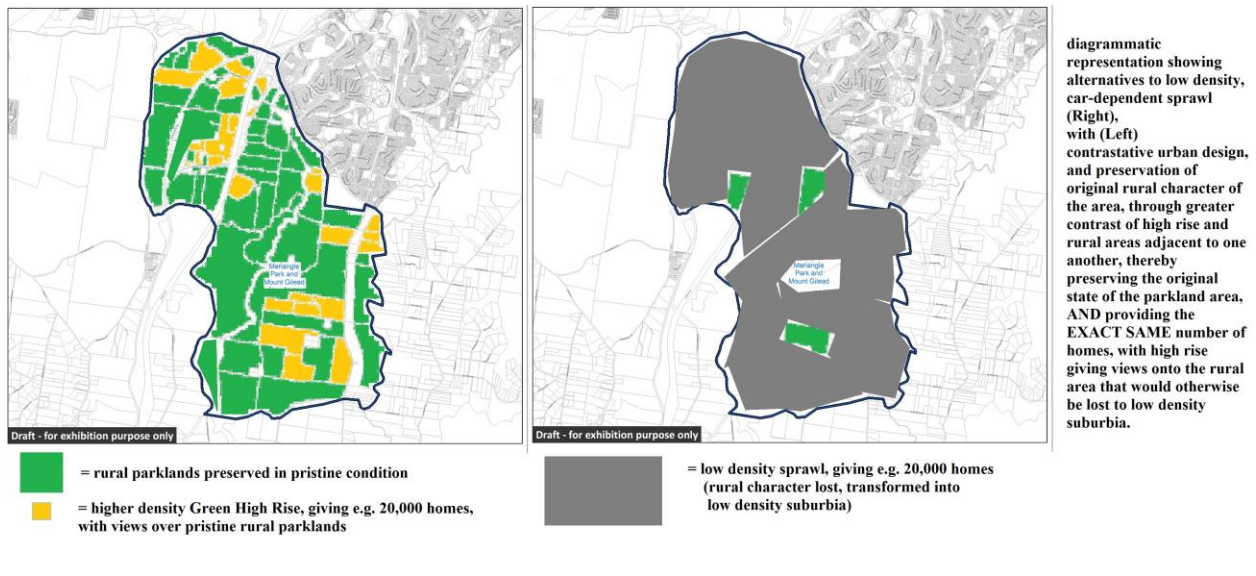 Menangle
Park and
Mount Gilead
Draft - for exhibition purpose only
= rural parklands preserved in pristine condition
= higher density Green High Rise, giving e.g. 20,000 homes,
with views over pristine rural parklands
Menangle
Park and
Mount Gilead
Draft - for exhibition purpose only
= low density sprawl, giving e.g. 20,000 homes
(rural character lost, transformed into
low density suburbia)
diagrammatic
representation showing
alternatives to low density,
car-dependent sprawl
(Right),
with (Left)
contrastative urban design,
and preservation of
original rural character of
the area, through greater
contrast of high rise and
rural areas adjacent to one
another, thereby
preserving the original
state of the parkland area,
AND providing the
EXACT SAME number of
homes, with high rise
giving views onto the rural
area that would otherwise
be lost to low density
suburbia.